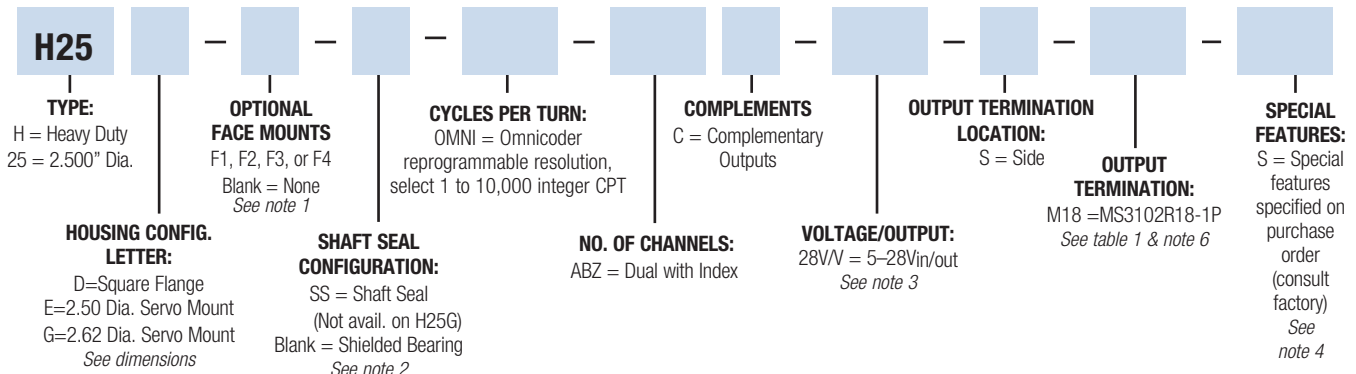 H25
TYPE:
H = Heavy Duty
25 = 2.500" Dia.
HOUSING CONFIG.
LETTER:
D=Square Flange
E=2.50 Dia. Servo Mount
G=2.62 Dia. Servo Mount
See dimensions
OPTIONAL
FACE MOUNTS
F1, F2, F3, or F4
Blank = None
See note 1
SHAFT SEAL
CONFIGURATION:
SS = Shaft Seal
(Not avail. on H25G)
Blank = Shielded Bearing
See note 2
CYCLES PER TURN:
OMNI = Omnicoder
reprogrammable resolution,
select 1 to 10,000 integer CPT
NO. OF CHANNELS:
ABZ = Dual with Index
COMPLEMENTS
C = Complementary
Outputs
VOLTAGE/OUTPUT:
28V/V = 5–28Vin/out
See note 3
OUTPUT TERMINATION
LOCATION:
S = Side
OUTPUT
TERMINATION:
M18 =MS3102R18-1P
See table 1 & note 6
SPECIAL
FEATURES:
S = Special
features
specified on
purchase
order
(consult
factory)
See
note 4